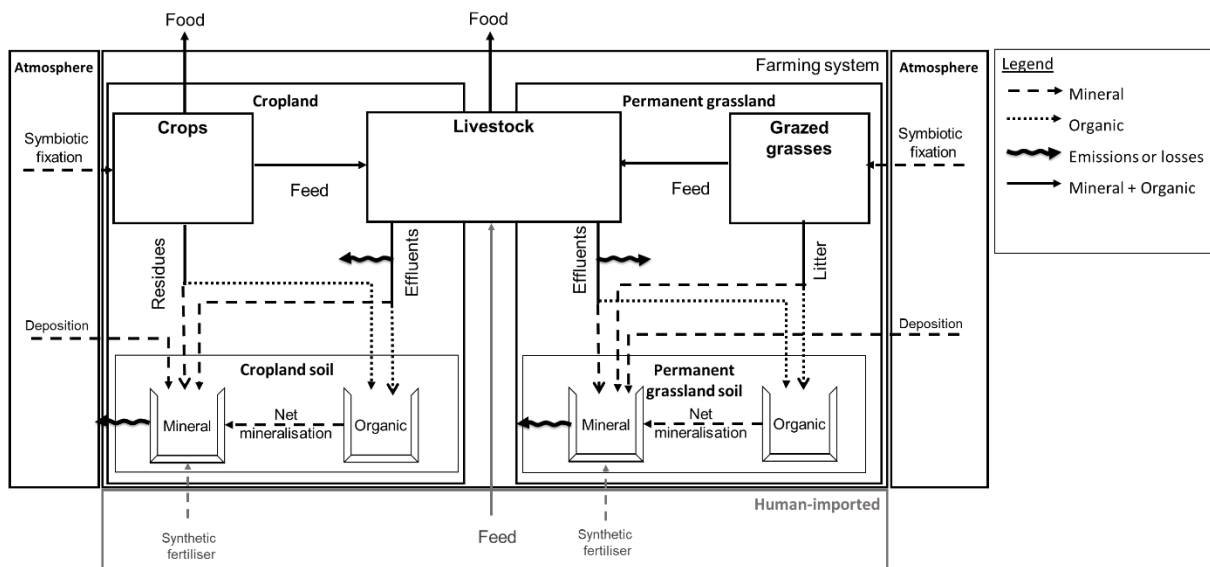 Food
Food
Atmosphere
Farming system
Atmosphere
Cropland
Permanent grassland
Crops
Livestock
Grazed
grasses
Symbiotic
fixation
Feed
Feed
Symbiotic
fixation
Residues
Effluents
Effluents
Litter
Deposition
Deposition
Cropland soil
Permanent
grassland soil
Mineral
Net
mineralisation
Organic
Mineral
Net
mineralisation
Organic
Human-imported
Synthetic
fertiliser
Feed
Synthetic
fertiliser
Legend
Mineral
Organic
Emissions or losses
Mineral + Organic